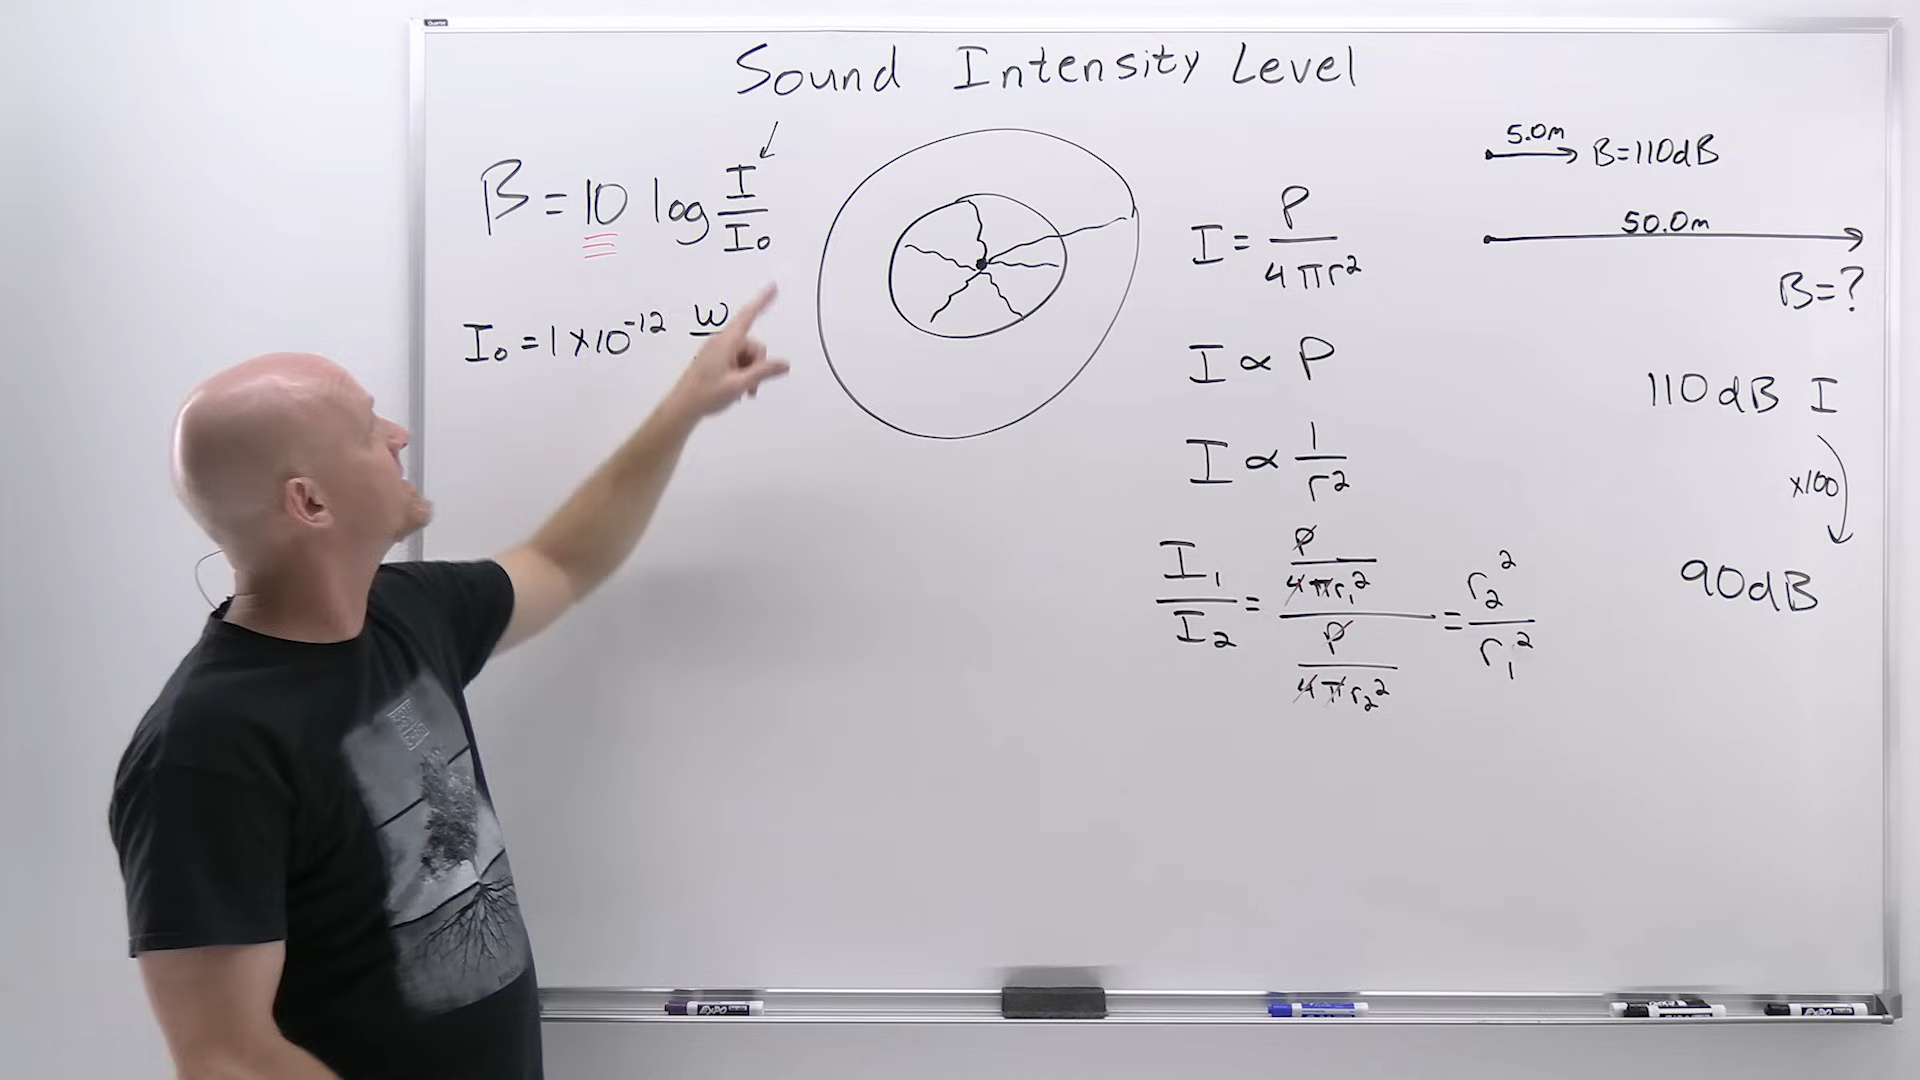 Sound Intensity Level
β = 10 log I/I₀
I₀ = 1 x 10⁻¹² W
I = P/4πr²
I ∝ P
I ∝ 1/r²
I₁/I₂ = (P/4πr₁²)/(P/4πr₂²) = r₂²/r₁²
5.0m
B=110dB
50.0m
B=?
110dB I
x100
90dB
EXPO
EXPO